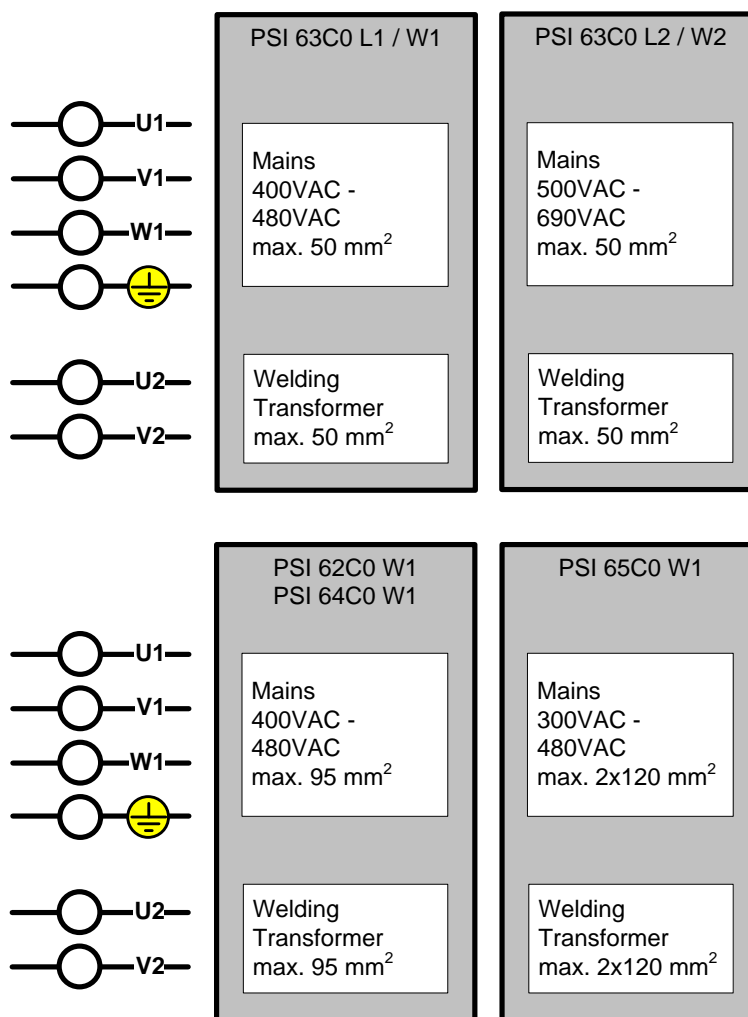 PSI 63C0 L1 / W1
PSI 63C0 L2 / W2
U1
V1
W1
U2
V2
Mains
400VAC -
480VAC
max. 50 mm²
Mains
500VAC -
690VAC
max. 50 mm²
Welding
Transformer
max. 50 mm²
Welding
Transformer
max. 50 mm²
PSI 62C0 W1
PSI 64C0 W1
PSI 65C0 W1
U1
V1
W1
U2
V2
Mains
400VAC -
480VAC
max. 95 mm²
Mains
300VAC -
480VAC
max. 2x120 mm²
Welding
Transformer
max. 95 mm²
Welding
Transformer
max. 2x120 mm²